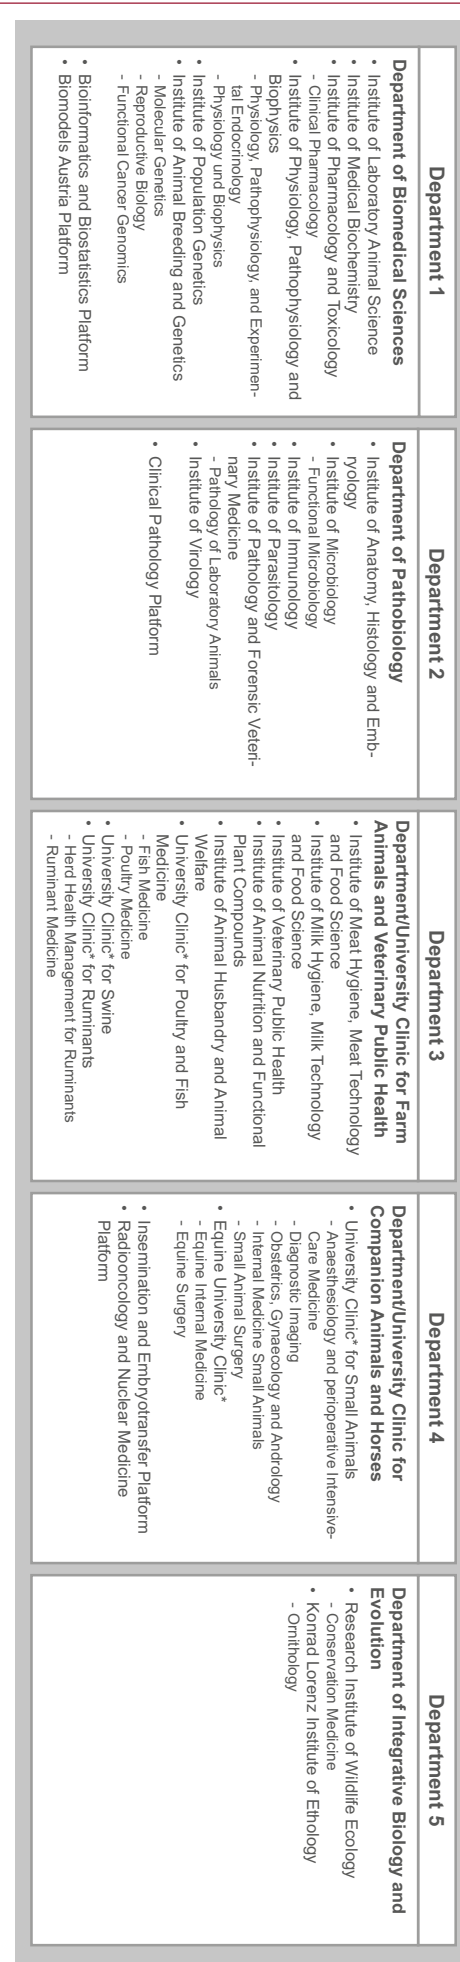 Department 1
Department of Biomedical Sciences
• Institute of Laboratory Animal Science
• Institute of Medical Biochemistry
• Institute of Pharmacology and Toxicology
- Clinical Pharmacology
• Institute of Physiology, Pathophysiology and
Biophysics
- Physiology, Pathophysiology, and Experimen-
tal Endocrinology
- Physiology und Biophysics
• Institute of Population Genetics
• Institute of Animal Breeding and Genetics
- Molecular Genetics
- Reproductive Biology
- Functional Cancer Genomics
• Bioinformatics and Biostatistics Platform
• Biomodels Austria Platform
Department 2
Department of Pathobiology
• Institute of Anatomy, Histology and Emb-
ryology
• Institute of Microbiology
- Functional Microbiology
• Institute of Immunology
• Institute of Parasitology
• Institute of Pathology and Forensic Veteri-
nary Medicine
- Pathology of Laboratory Animals
• Institute of Virology
• Clinical Pathology Platform
Department 3
Department/University Clinic for Farm
Animals and Veterinary Public Health
• Institute of Meat Hygiene, Meat Technology
and Food Science
• Institute of Milk Hygiene, Milk Technology
and Food Science
• Institute of Veterinary Public Health
• Institute of Animal Nutrition and Functional
Plant Compounds
• Institute of Animal Husbandry and Animal
Welfare
• University Clinic* for Poultry and Fish
Medicine
- Fish Medicine
- Poultry Medicine
• University Clinic* for Swine
• University Clinic* for Ruminants
- Herd Health Management for Ruminants
- Ruminant Medicine
Department 4
Department/University Clinic for
Companion Animals and Horses
• University Clinic* for Small Animals
- Anaesthesiology and perioperative Intensive-
Care Medicine
- Diagnostic Imaging
- Obstetrics, Gynaecology and Andrology
- Internal Medicine Small Animals
- Small Animal Surgery
• Equine University Clinic*
- Equine Internal Medicine
- Equine Surgery
• Insemination and Embryotransfer Platform
• Radiooncology and Nuclear Medicine
Platform
Department 5
Department of Integrative Biology and
Evolution
• Research Institute of Wildlife Ecology
- Conservation Medicine
• Konrad Lorenz Institute of Ethology
- Ornithology